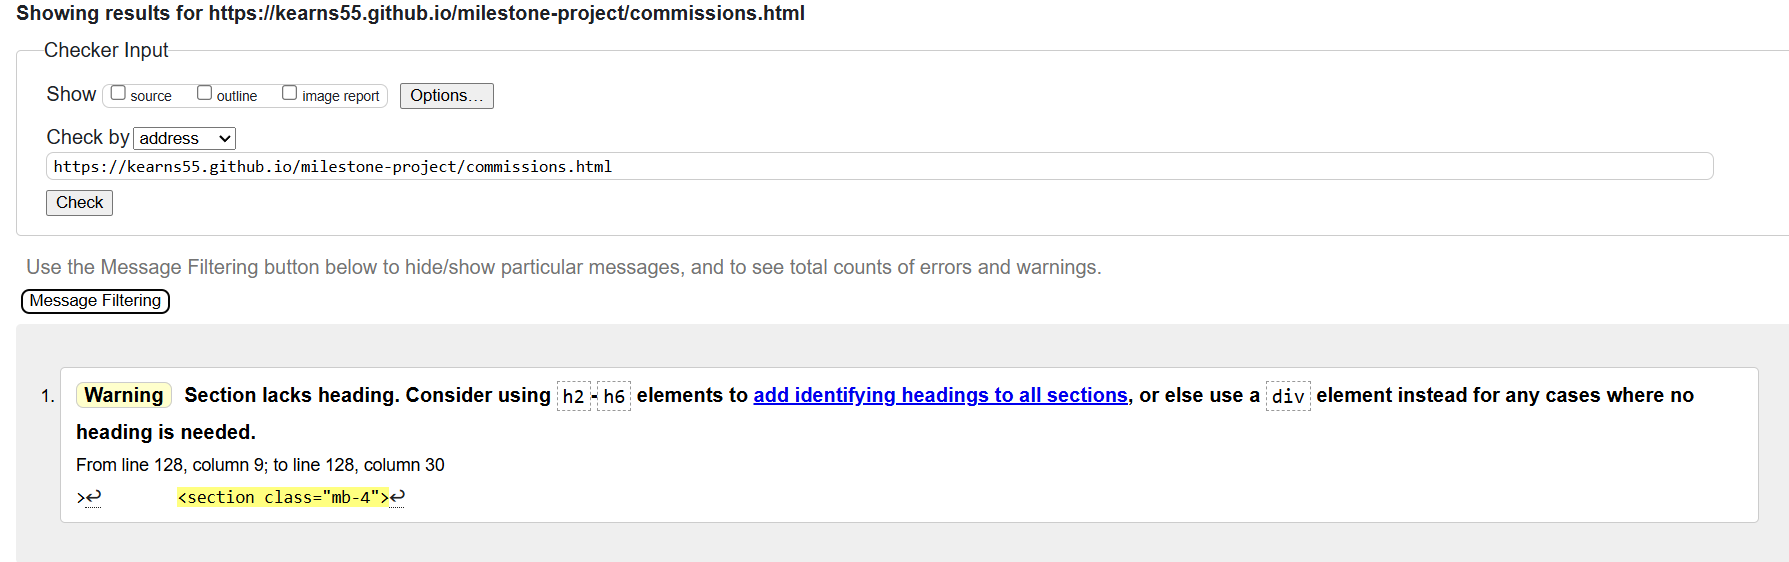 Showing results for https://kearns55.github.io/milestone-project/commissions.html
Checker Input
Show source outline image report Options...
Check by address
https://kearns55.github.io/milestone-project/commissions.html
Check
Use the Message Filtering button below to hide/show particular messages, and to see total counts of errors and warnings.
Message Filtering
1. Warning Section lacks heading. Consider using h2-h6 elements to add identifying headings to all sections, or else use a div element instead for any cases where no
heading is needed.
From line 128, column 9; to line 128, column 30
>↩ <section class="mb-4">↩